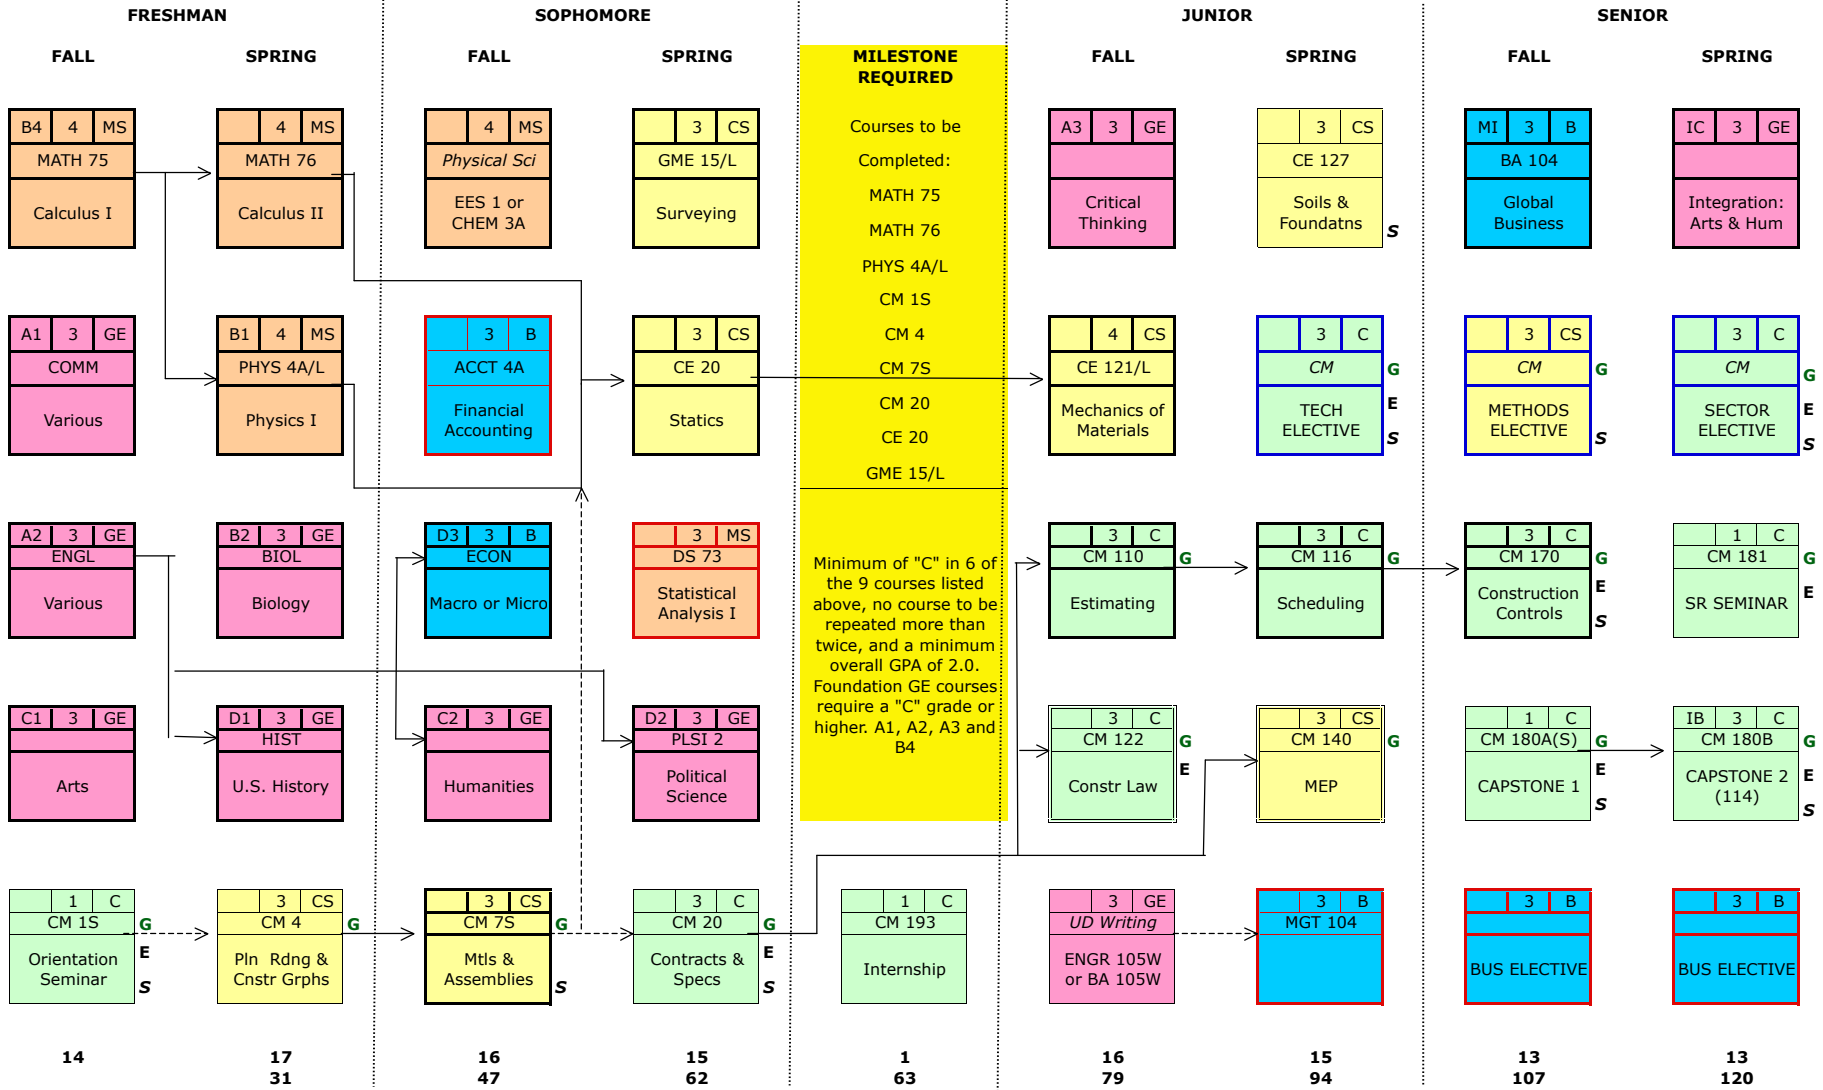 FRESHMAN SOPHOMORE JUNIOR SENIOR
FALL SPRING FALL SPRING MILESTONE FALL SPRING FALL SPRING
REQUIRED
B4 4 MS 4 MS 4 MS 3 CS Courses to be A3 3 GE 3 CS MI 3 B IC 3 GE
MATH 75 MATH 76 Physical Sci GME 15/L Completed: CE 127 BA 104
MATH 75
Calculus I Calculus II EES 1 or Surveying Critical Soils & Global Integration:
CHEM 3A Thinking Foundatns Business Arts & Hum
MATH 76
S
PHYS 4A/L
CM 1S
A1 3 GE B1 4 MS 3 B 3 CS CM 4 4 CS 3 C 3 CS 3 C
COMM PHYS 4A/L ACCT 4A CE 20 CM 7S CE 121/L CM G CM G CM G
Various Physics I Financial Statics CM 20 Mechanics of TECH E METHODS SECTOR E
Accounting Materials ELECTIVE S ELECTIVE S ELECTIVE S
CE 20
GME 15/L
A2 3 GE B2 3 GE D3 3 B 3 MS 3 C 3 C 3 C 1 C
ENGL BIOL ECON DS 73 CM 110 G CM 116 G CM 170 G CM 181 G
Minimum of "C" in 6 of
the 9 courses listed
above, no course to be
repeated more than
twice, and a minimum
overall GPA of 2.0.
Foundation GE courses
require a "C" grade or
higher. A1, A2, A3 and
B4
Various Biology Macro or Micro Statistical Estimating Scheduling Construction E SR SEMINAR E
Analysis I Controls S
C1 3 GE D1 3 GE C2 3 GE D2 3 GE 3 C 3 CS 1 C IB 3 C
HIST PLSI 2 CM 122 G CM 140 G CM 180A(S) G CM 180B G
Arts U.S. History Humanities Political Constr Law E MEP CAPSTONE 1 E CAPSTONE 2 E
Science S (114) S
1 C 3 CS 3 CS 3 C 1 C 3 GE 3 B 3 B 3 B
CM 1S G CM 4 G CM 7S G CM 20 G CM 193 UD Writing MGT 104
Orientation E Pln Rdng & Mtls & Contracts & E Internship ENGR 105W BUS ELECTIVE BUS ELECTIVE
Seminar S Cnstr Grphs Assemblies S Specs S or BA 105W
14 17 16 15 1 16 15 13 13
31 47 62 63 79 94 107 120